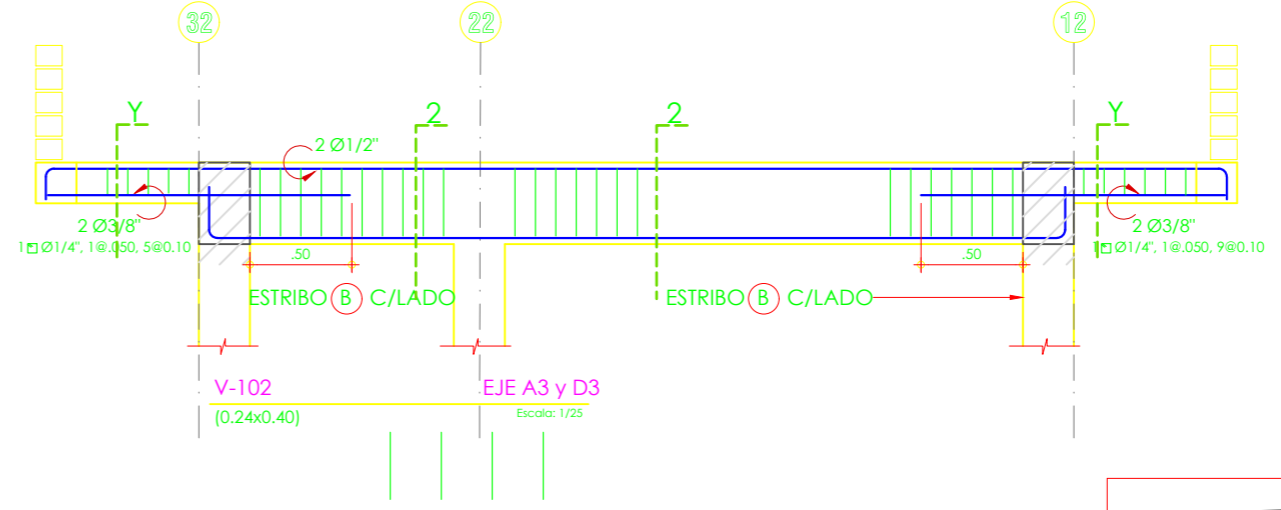 32
22
12
Y
2
2
Y
2 Ø1/2"
2 Ø3/8"
1 Ø1/4", 1@.050, 5@0.10
2 Ø3/8"
1 Ø1/4", 1@.050, 9@0.10
.50
.50
ESTRIBO B C/LADO
ESTRIBO B C/LADO
V-102 EJE A3 y D3
(0.24x0.40) Escala: 1/25